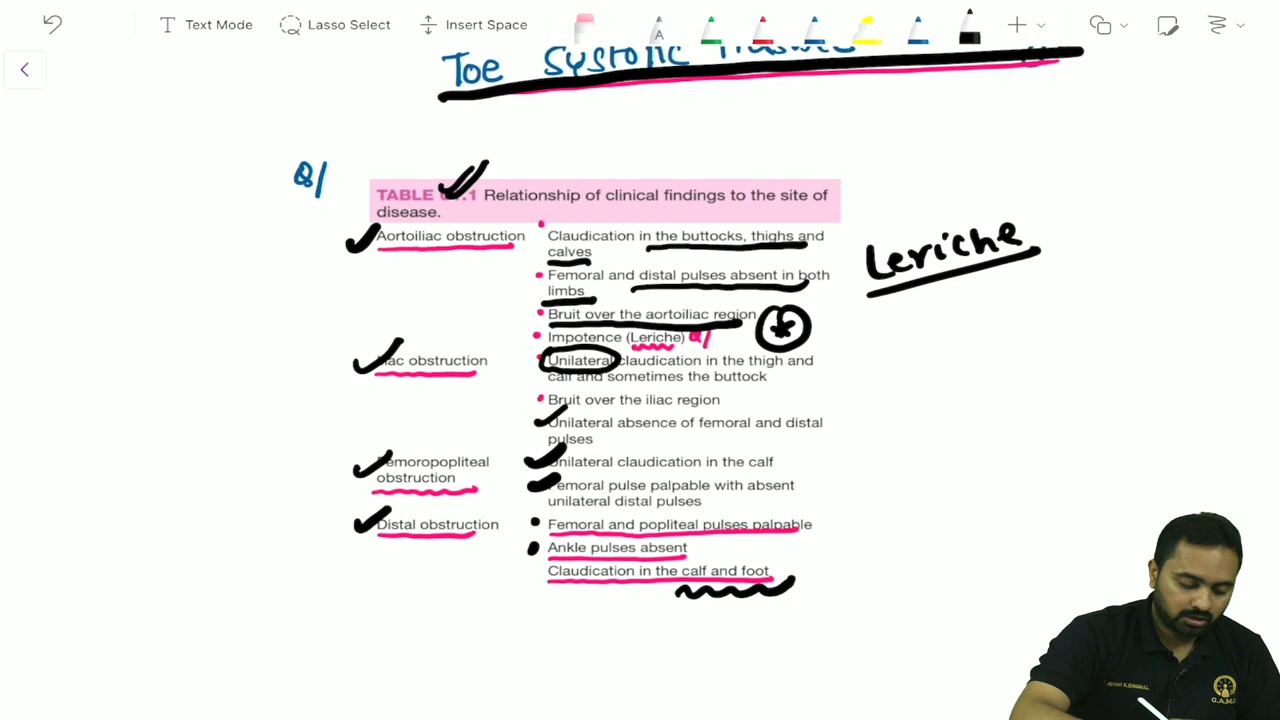 Text Mode
Lasso Select
Insert Space
Toe Systolic
Q/
TABLE .1 Relationship of clinical findings to the site of
disease.
Aortoiliac obstruction
Claudication in the buttocks, thighs and
calves
Femoral and distal pulses absent in both
limbs
Bruit over the aortoiliac region
Impotence (Leriche) Q/
Leriche
obstruction
Unilateral claudication in the thigh and
calf and sometimes the buttock
Bruit over the iliac region
Unilateral absence of femoral and distal
pulses
Femoropopliteal
obstruction
Unilateral claudication in the calf
Femoral pulse palpable with absent
unilateral distal pulses
Distal obstruction
Femoral and popliteal pulses palpable
Ankle pulses absent
Claudication in the calf and foot